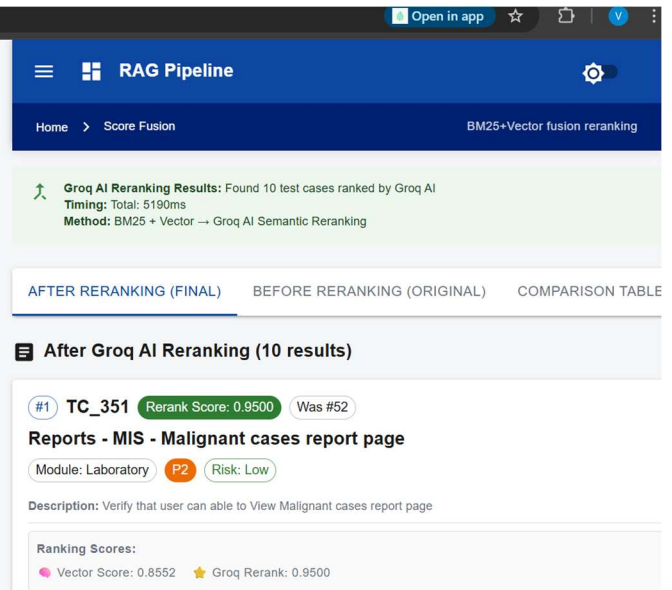 Open in app
V
RAG Pipeline
Home > Score Fusion
BM25+Vector fusion reranking
Groq AI Reranking Results: Found 10 test cases ranked by Groq AI
Timing: Total: 5190ms
Method: BM25 + Vector → Groq AI Semantic Reranking
AFTER RERANKING (FINAL) BEFORE RERANKING (ORIGINAL) COMPARISON TABLE
After Groq AI Reranking (10 results)
#1 TC_351 Rerank Score: 0.9500 Was #52
Reports - MIS - Malignant cases report page
Module: Laboratory P2 Risk: Low
Description: Verify that user can able to View Malignant cases report page
Ranking Scores:
Vector Score: 0.8552 Groq Rerank: 0.9500